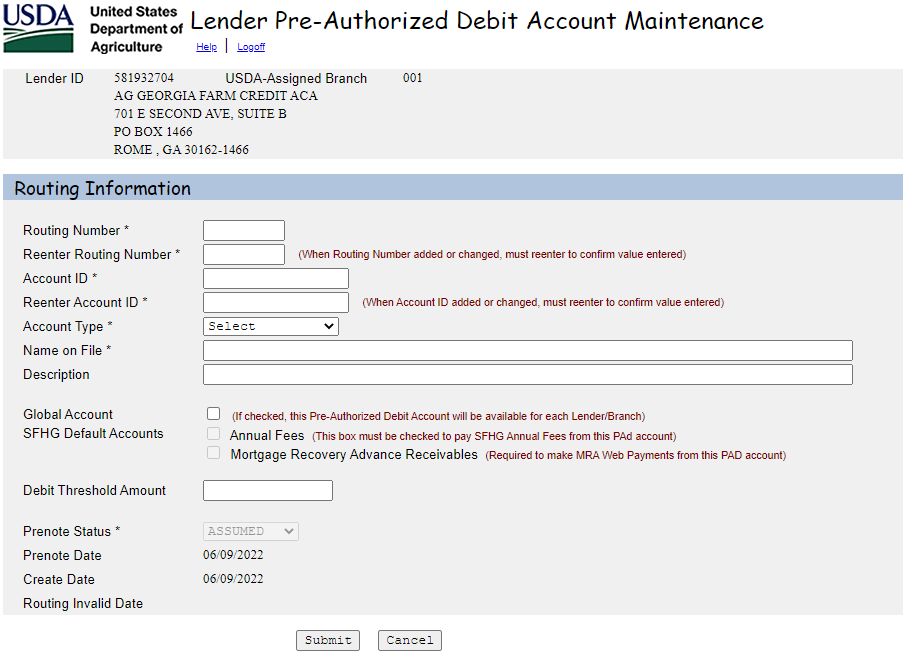 USDA United States Department of Agriculture
Lender Pre-Authorized Debit Account Maintenance
Help | Logoff
Lender ID 581932704 USDA-Assigned Branch 001
AG GEORGIA FARM CREDIT ACA
701 E SECOND AVE, SUITE B
PO BOX 1466
ROME , GA 30162-1466
Routing Information
Routing Number *
Reenter Routing Number * (When Routing Number added or changed, must reenter to confirm value entered)
Account ID *
Reenter Account ID * (When Account ID added or changed, must reenter to confirm value entered)
Account Type * Select
Name on File *
Description
Global Account (If checked, this Pre-Authorized Debit Account will be available for each Lender/Branch)
SFHG Default Accounts Annual Fees (This box must be checked to pay SFHG Annual Fees from this PAd account)
Mortgage Recovery Advance Receivables (Required to make MRA Web Payments from this PAD account)
Debit Threshold Amount
Prenote Status * ASSUMED
Prenote Date 06/09/2022
Create Date 06/09/2022
Routing Invalid Date
Submit Cancel